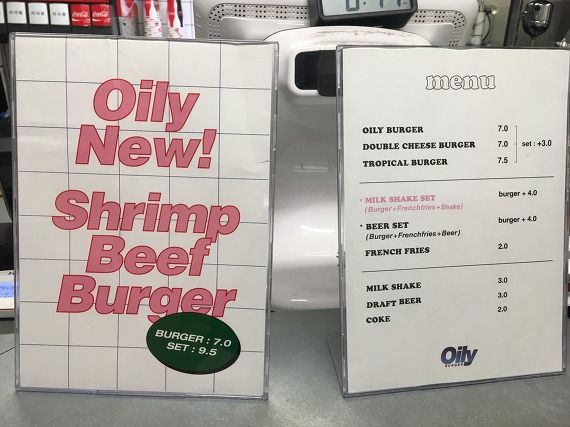 Oily
New!
Shrimp
Beef
Burger
BURGER : 7.0
SET : 9.5
menu
OILY BURGER 7.0
DOUBLE CHEESE BURGER 7.0 set : +3.0
TROPICAL BURGER 7.5
* MILK SHAKE SET burger + 4.0
(Burger+Frenchfries+Shake)
* BEER SET burger + 4.0
(Burger+Frenchfries+Beer)
FRENCH FRIES 2.0
MILK SHAKE 3.0
DRAFT BEER 3.0
COKE 2.0
Oily
BURGER